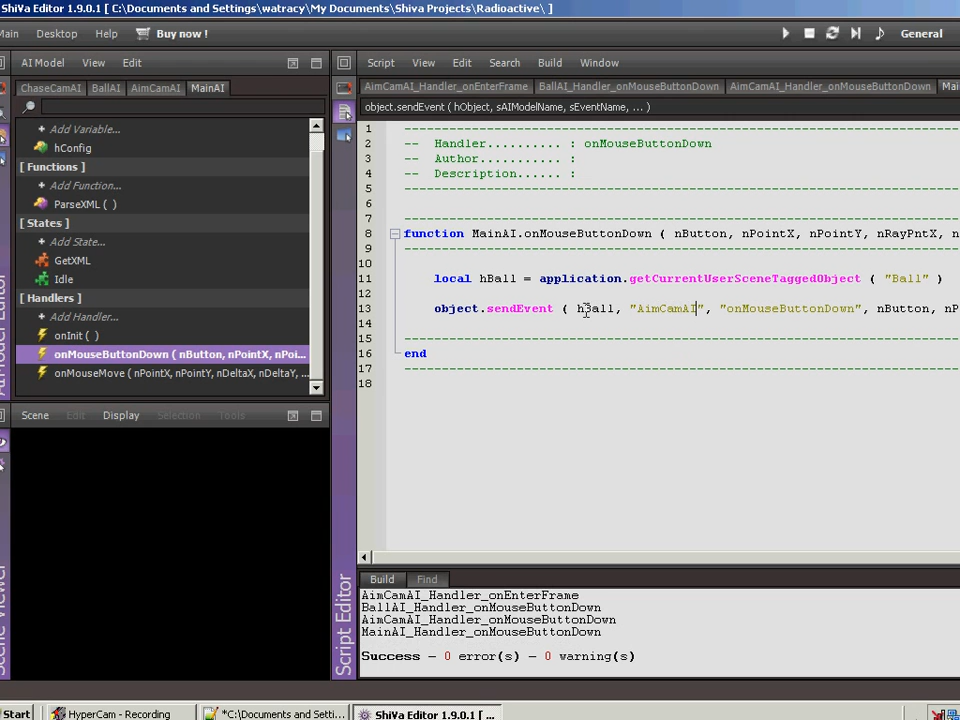 ShiVa Editor 1.9.0.1 [ C:\Documents and Settings\watracy\My Documents\Shiva Projects\Radioactive\ ]
Main Desktop Help Buy now ! General
AI Model View Edit
ChaseCamAI BallAI AimCamAI MainAI
Add Variable...
hConfig
[ Functions ]
Add Function...
ParseXML ( )
[ States ]
Add State...
GetXML
Idle
[ Handlers ]
Add Handler...
onInit ( )
onMouseButtonDown ( nButton, nPointX, nPoi...
onMouseMove ( nPointX, nPointY, nDeltaX, nDeltaY, ...
AIModel Editor
Scene Edit Display Selection Tools
Scene Viewer
Script View Edit Search Build Window
AimCamAI_Handler_onEnterFrame BallAI_Handler_onMouseButtonDown AimCamAI_Handler_onMouseButtonDown Mai
object.sendEvent ( hObject, sAIModelName, sEventName, ... )
1 --------------------------------------------------------------------------
2 -- Handler.......... : onMouseButtonDown
3 -- Author........... :
4 -- Description...... :
5 --------------------------------------------------------------------------
6
7 --------------------------------------------------------------------------
8 function MainAI.onMouseButtonDown ( nButton, nPointX, nPointY, nRayPntX, n
9 --------------------------------------------------------------------------
10
11 local hBall = application.getCurrentUserSceneTaggedObject ( "Ball" )
12
13 object.sendEvent ( hBall, "AimCamAI", "onMouseButtonDown", nButton, nP
14
15 --------------------------------------------------------------------------
16 end
17 --------------------------------------------------------------------------
18
Script Editor
Build Find
AimCamAI_Handler_onEnterFrame
BallAI_Handler_onMouseButtonDown
AimCamAI_Handler_onMouseButtonDown
MainAI_Handler_onMouseButtonDown
Success - 0 error(s) - 0 warning(s)
Start HyperCam - Recording *C:\Documents and Setti... ShiVa Editor 1.9.0.1 [ ...